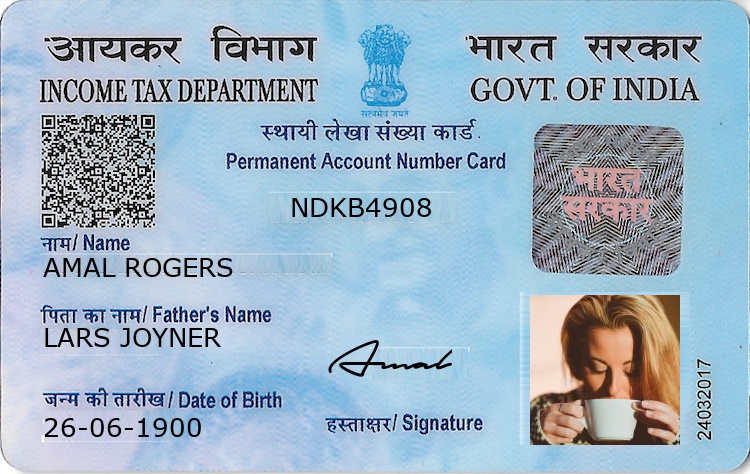 आयकर विभाग
INCOME TAX DEPARTMENT
सत्यमेव जयते
भारत सरकार
GOVT. OF INDIA
स्थायी लेखा संख्या कार्ड
Permanent Account Number Card
NDKB4908
भारत
सरकार
नाम/ Name
AMAL ROGERS
पिता का नाम/ Father's Name
LARS JOYNER
Amal
जन्म की तारीख/ Date of Birth
26-06-1900
हस्ताक्षर/ Signature
24032017